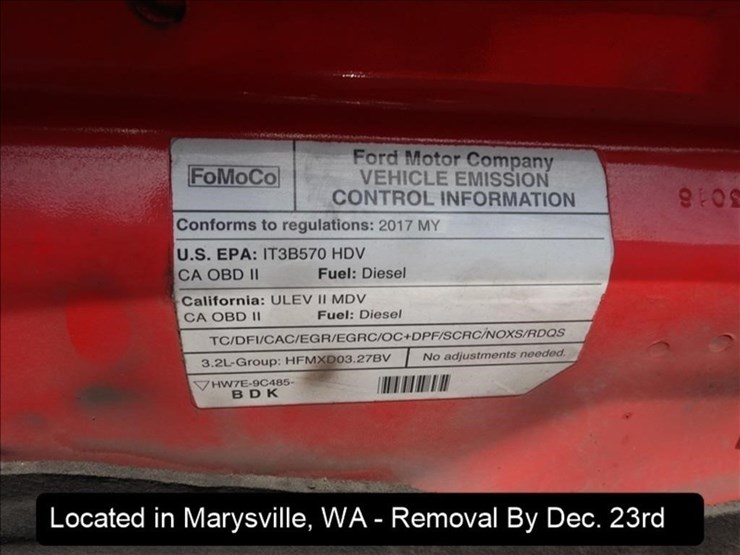 FoMoCo
Ford Motor Company
VEHICLE EMISSION
CONTROL INFORMATION
Conforms to regulations: 2017 MY
U.S. EPA: IT3B570 HDV
CA OBD II Fuel: Diesel
California: ULEV II MDV
CA OBD II Fuel: Diesel
TC/DFI/CAC/EGR/EGRC/OC+DPF/SCRC/NOXS/RDQS
3.2L-Group: HFMXD03.27BV No adjustments needed.
HW7E-9C485-
B D K
Located in Marysville, WA - Removal By Dec. 23rd